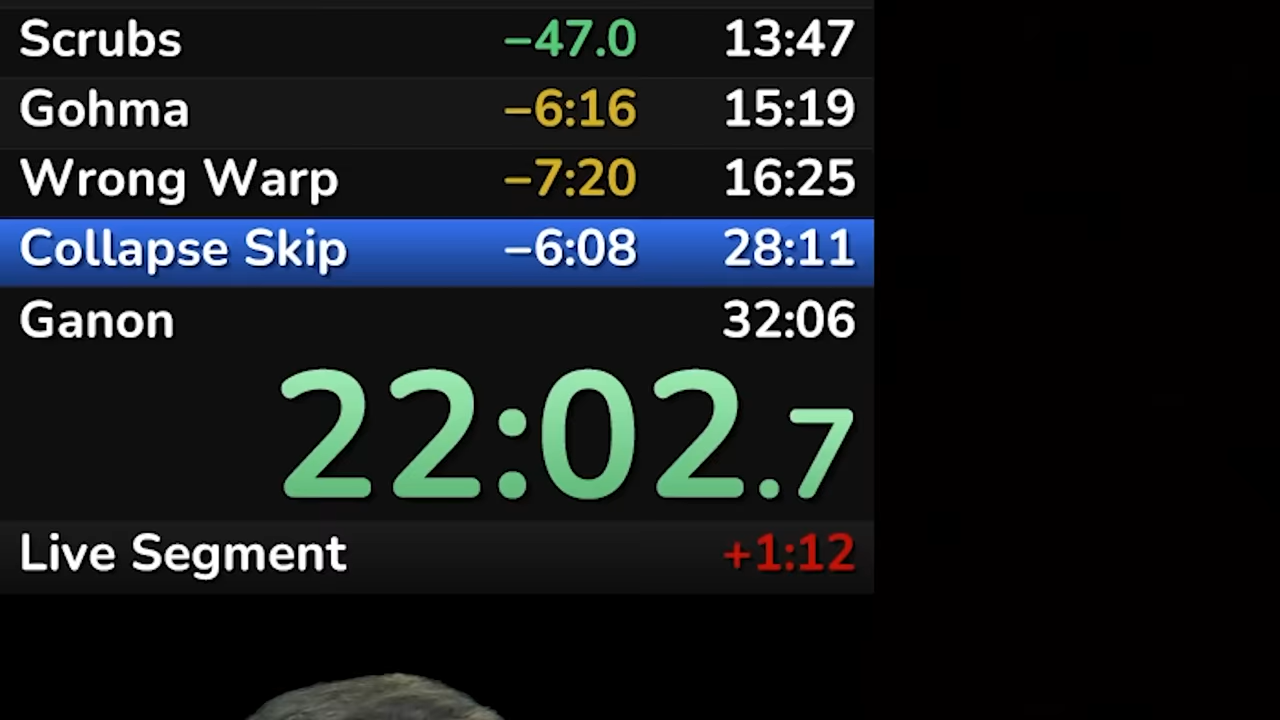 Scrubs −47.0 13:47
Gohma −6:16 15:19
Wrong Warp −7:20 16:25
Collapse Skip −6:08 28:11
Ganon 32:06
22:02.7
Live Segment +1:12